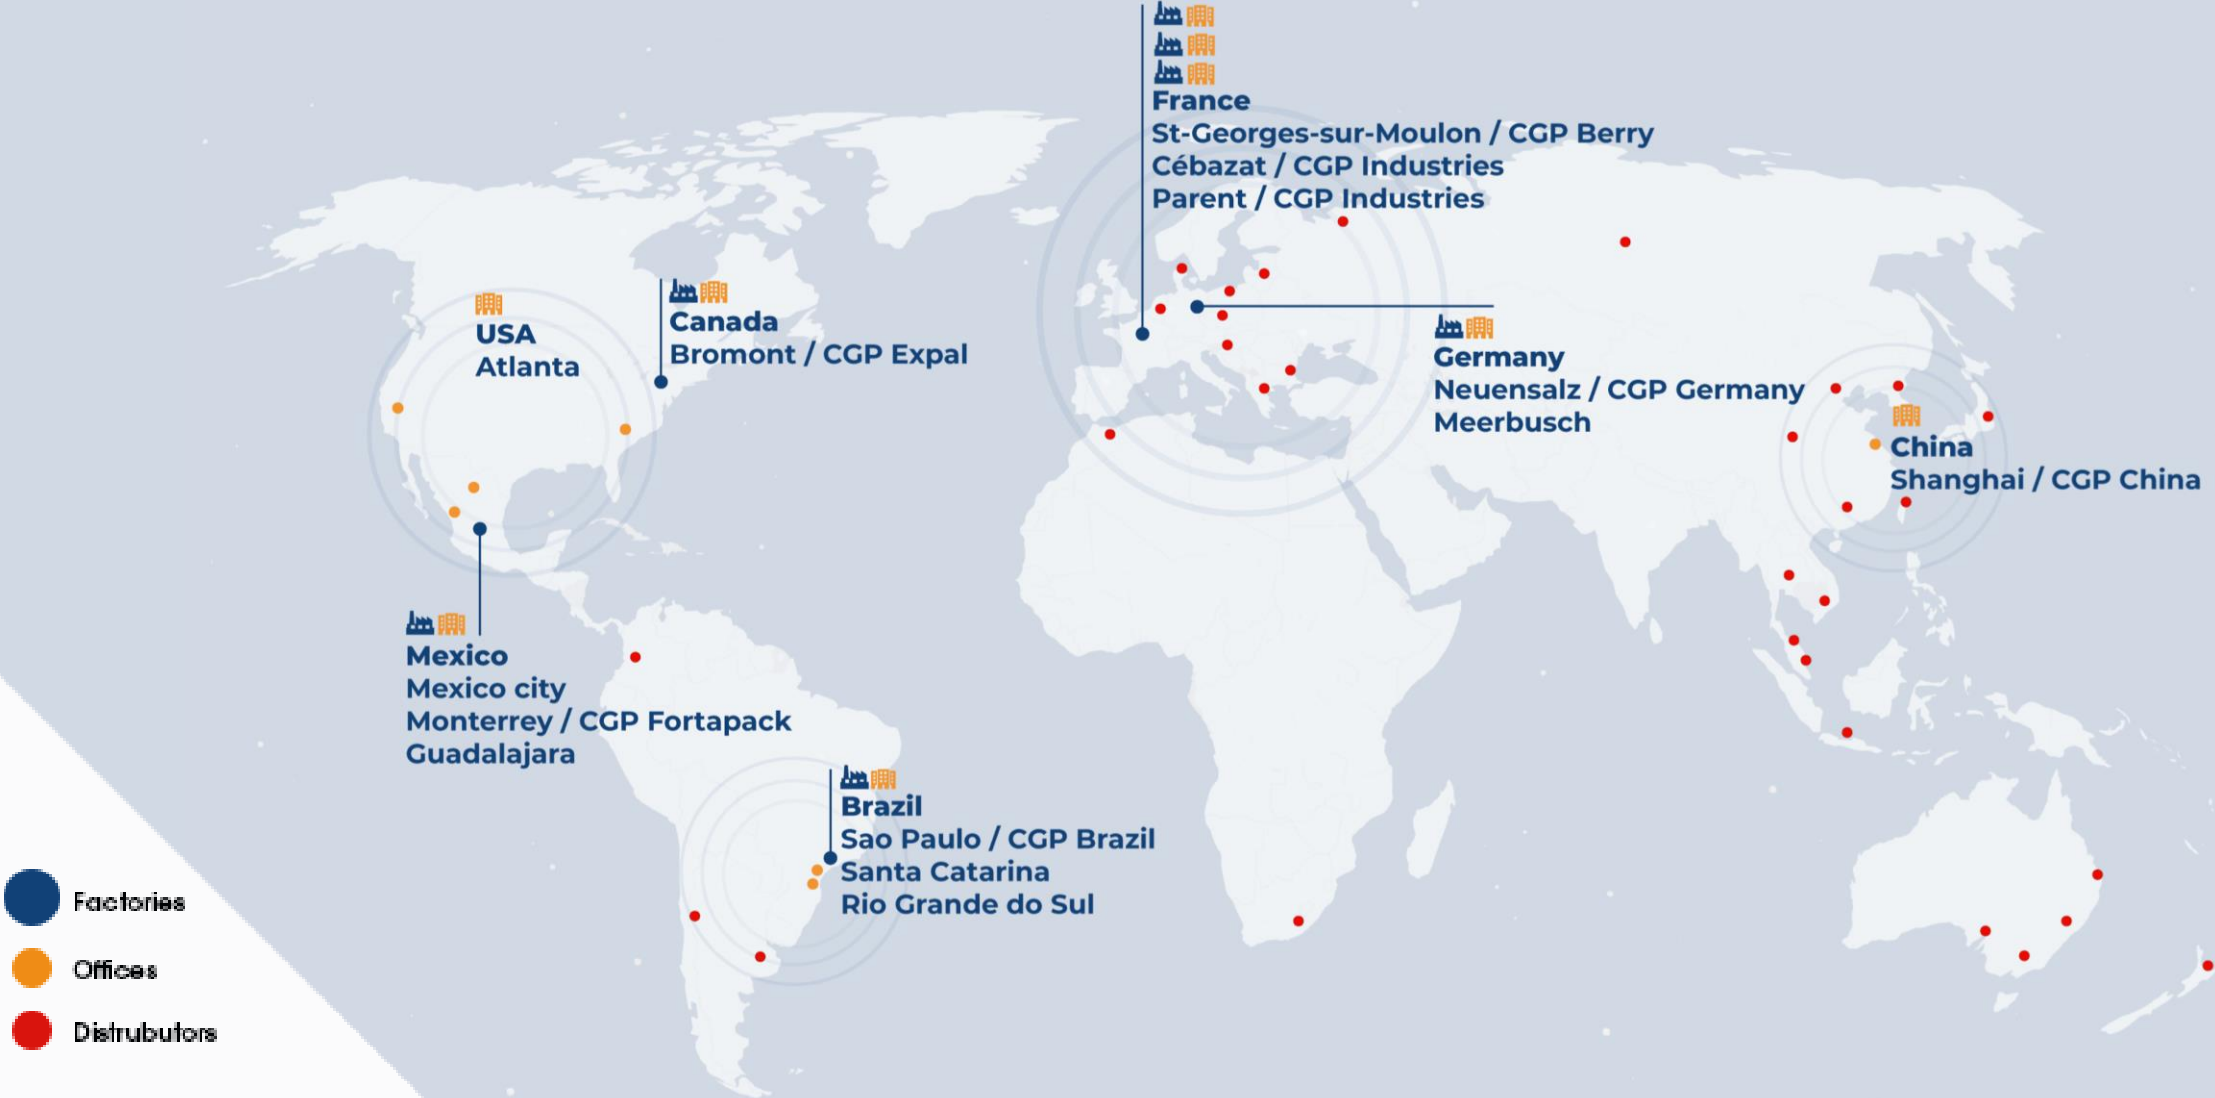 France
St-Georges-sur-Moulon / CGP Berry
Cébazat / CGP Industries
Parent / CGP Industries
USA
Atlanta
Canada
Bromont / CGP Expal
Germany
Neuensalz / CGP Germany
Meerbusch
China
Shanghai / CGP China
Mexico
Mexico city
Monterrey / CGP Fortapack
Guadalajara
Brazil
Sao Paulo / CGP Brazil
Santa Catarina
Rio Grande do Sul
Factories
Offices
Distrubutors